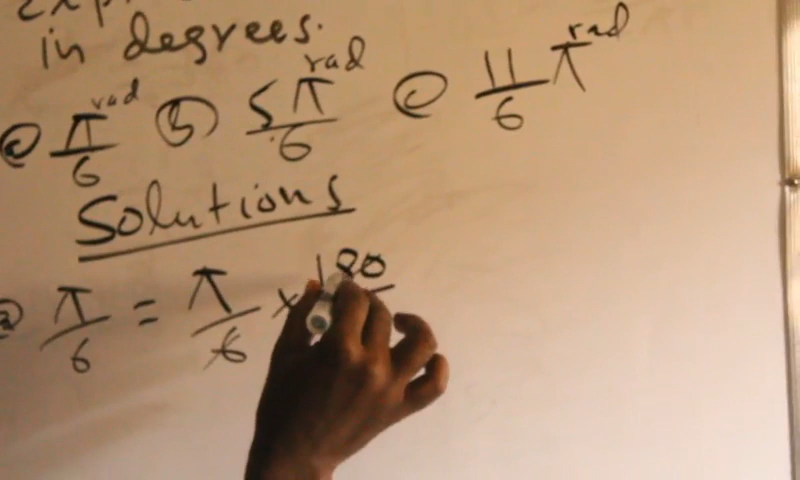 in degrees.
(a) π/6 rad (b) 5π/6 rad (c) 11/6 π rad
Solutions
(a) π/6 = π/6 × 180